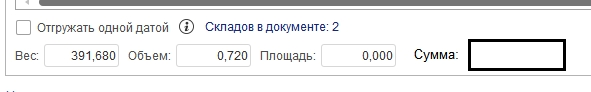 Отгружать одной датой Складов в документе: 2
Вес: 391,680 Объем: 0,720 Площадь: 0,000 Сумма: